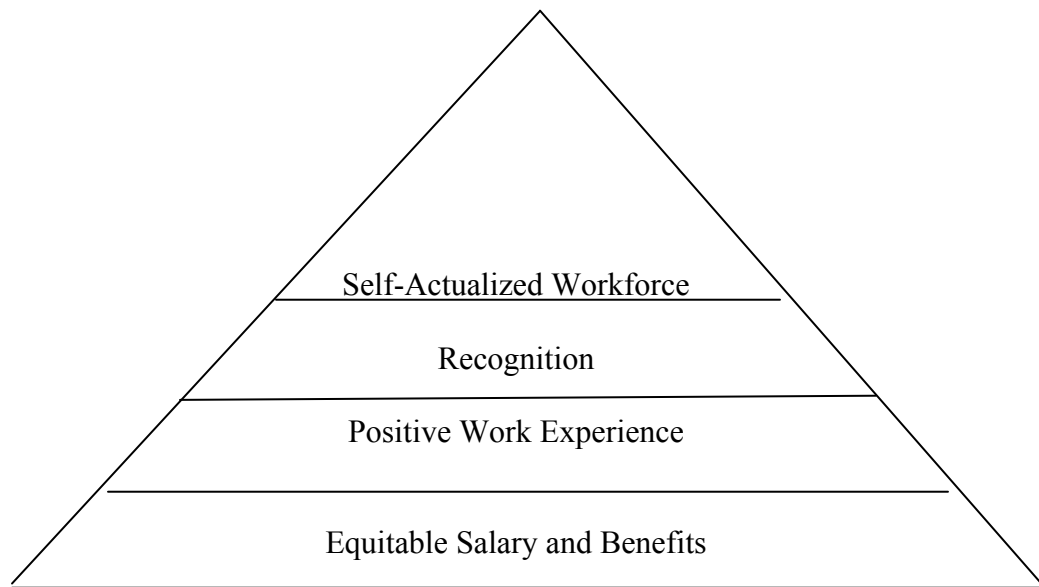 Self-Actualized Workforce
Recognition
Positive Work Experience
Equitable Salary and Benefits